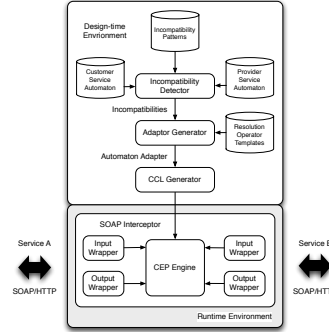 Design-time
Envrionment
Incompatibility
Patterns
Customer
Service
Automaton
Incompatibility
Detector
Provider
Service
Automaton
Incompatibilities
Adaptor Generator
Resolution
Operator
Templates
Automaton Adapter
CCL Generator
SOAP Interceptor
Service A
SOAP/HTTP
Input
Wrapper
Output
Wrapper
CEP Engine
Input
Wrapper
Output
Wrapper
Service B
SOAP/HTTP
Runtime Environment